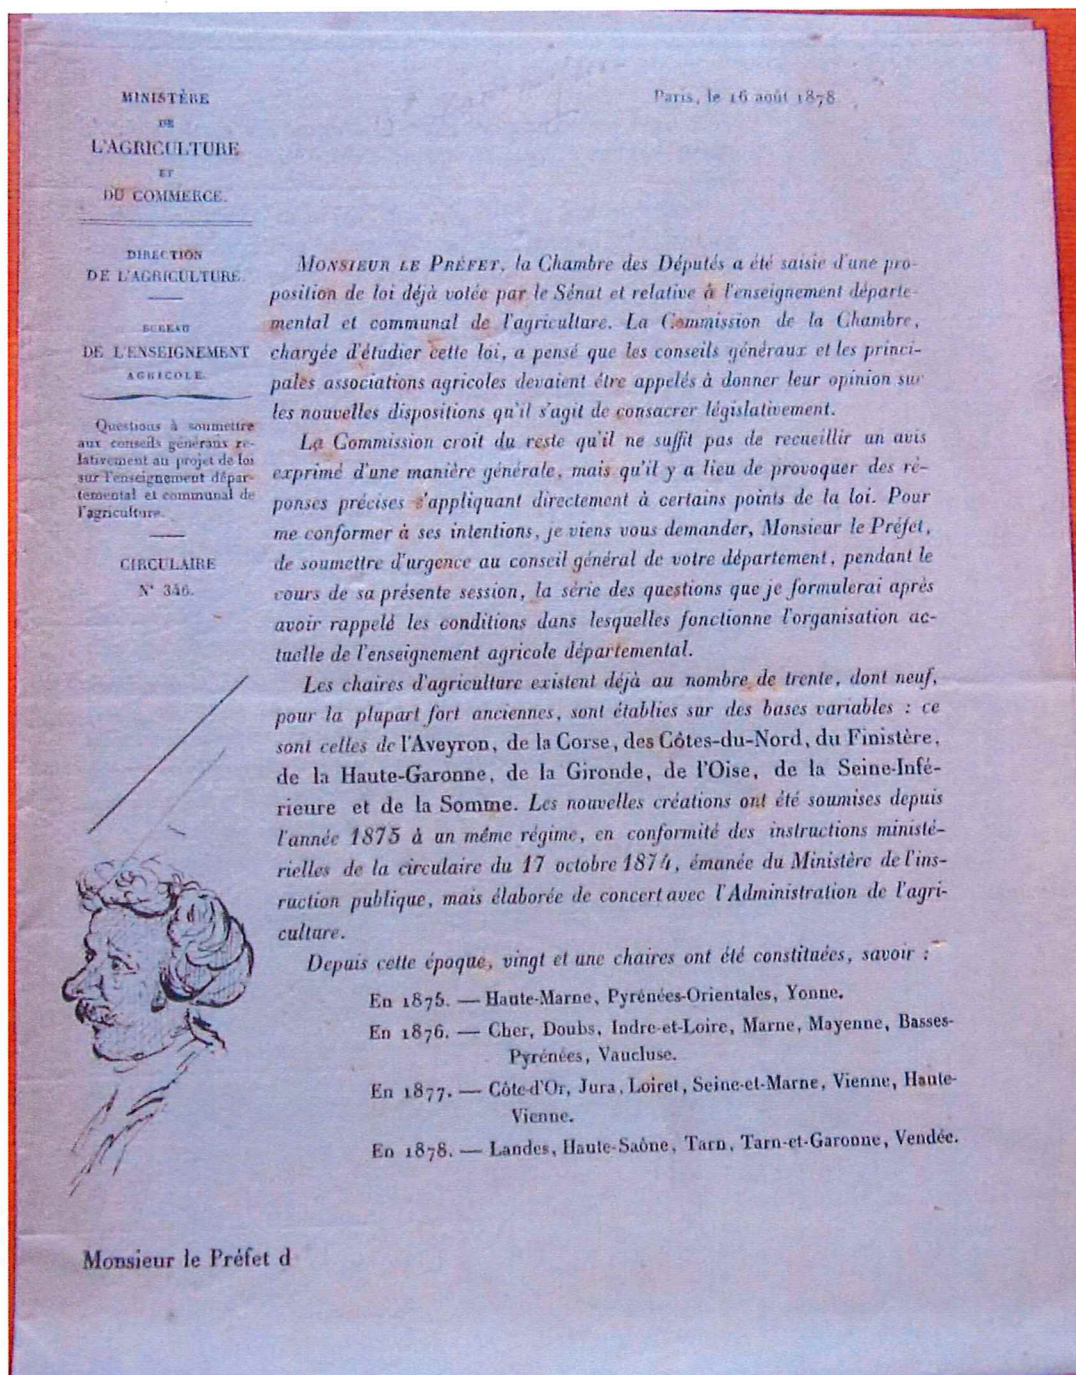 MINISTÈRE
DE
L'AGRICULTURE
ET
DU COMMERCE.
DIRECTION
DE L'AGRICULTURE.
BUREAU
DE L'ENSEIGNEMENT
AGRICOLE.
Questions à soumettre
aux conseils généraux re-
lativement au projet de loi
sur l'enseignement dépar-
temental et communal de
l'agriculture.
CIRCULAIRE
N° 346.
Paris, le 16 août 1878
MONSIEUR LE PRÉFET, la Chambre des Députés a été saisie d'une pro-
position de loi déjà votée par le Sénat et relative à l'enseignement départe-
mental et communal de l'agriculture. La Commission de la Chambre,
chargée d'étudier cette loi, a pensé que les conseils généraux et les princi-
pales associations agricoles devaient être appelés à donner leur opinion sur
les nouvelles dispositions qu'il s'agit de consacrer législativement.
La Commission croit du reste qu'il ne suffit pas de recueillir un avis
exprimé d'une manière générale, mais qu'il y a lieu de provoquer des ré-
ponses précises s'appliquant directement à certains points de la loi. Pour
me conformer à ses intentions, je viens vous demander, Monsieur le Préfet,
de soumettre d'urgence au conseil général de votre département, pendant le
cours de sa présente session, la série des questions que je formulerai après
avoir rappelé les conditions dans lesquelles fonctionne l'organisation ac-
tuelle de l'enseignement agricole départemental.
Les chaires d'agriculture existent déjà au nombre de trente, dont neuf,
pour la plupart fort anciennes, sont établies sur des bases variables : ce
sont celles de l'Aveyron, de la Corse, des Côtes-du-Nord, du Finistère,
de la Haute-Garonne, de la Gironde, de l'Oise, de la Seine-Infé-
rieure et de la Somme. Les nouvelles créations ont été soumises depuis
l'année 1875 à un même régime, en conformité des instructions ministé-
rielles de la circulaire du 17 octobre 1874, émanée du Ministère de l'ins-
ruction publique, mais élaborée de concert avec l'Administration de l'agri-
culture.
Depuis cette époque, vingt et une chaires ont été constituées, savoir :
En 1875. — Haute-Marne, Pyrénées-Orientales, Yonne.
En 1876. — Cher, Doubs, Indre-et-Loire, Marne, Mayenne, Basses-
Pyrénées, Vaucluse.
En 1877. — Côte-d'Or, Jura, Loiret, Seine-et-Marne, Vienne, Haute-
Vienne.
En 1878. — Landes, Haute-Saône, Tarn, Tarn-et-Garonne, Vendée.
Monsieur le Préfet d